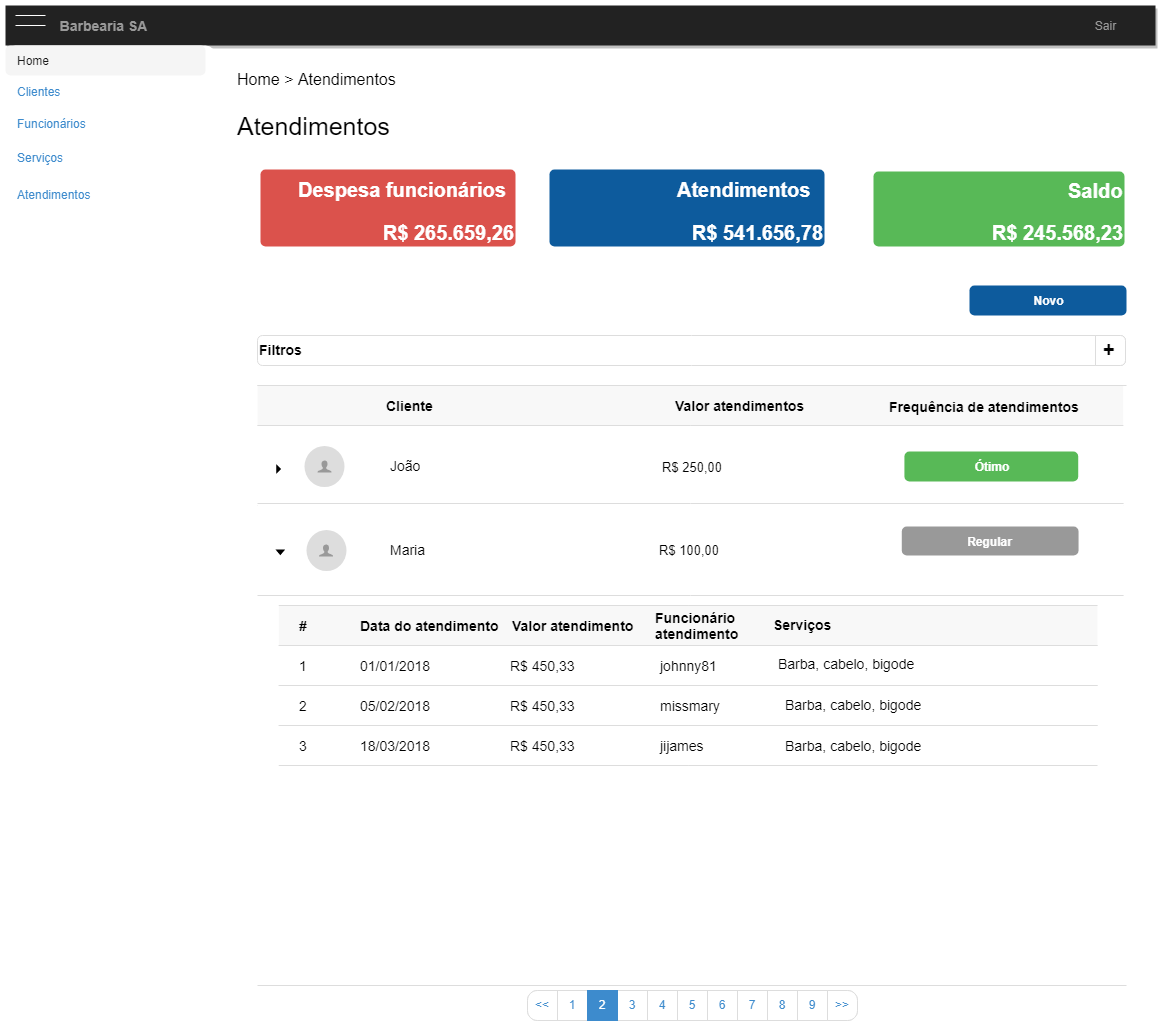 Barbearia SA
Sair
Home
Clientes
Funcionários
Serviços
Atendimentos
Home > Atendimentos
Atendimentos
Despesa funcionários
R$ 265.659,26
Atendimentos
R$ 541.656,78
Saldo
R$ 245.568,23
Novo
Filtros +
Cliente Valor atendimentos Frequência de atendimentos
João R$ 250,00 Ótimo
Maria R$ 100,00 Regular
# Data do atendimento Valor atendimento Funcionário
atendimento Serviços
1 01/01/2018 R$ 450,33 johnny81 Barba, cabelo, bigode
2 05/02/2018 R$ 450,33 missmary Barba, cabelo, bigode
3 18/03/2018 R$ 450,33 jijames Barba, cabelo, bigode
<< 1 2 3 4 5 6 7 8 9 >>